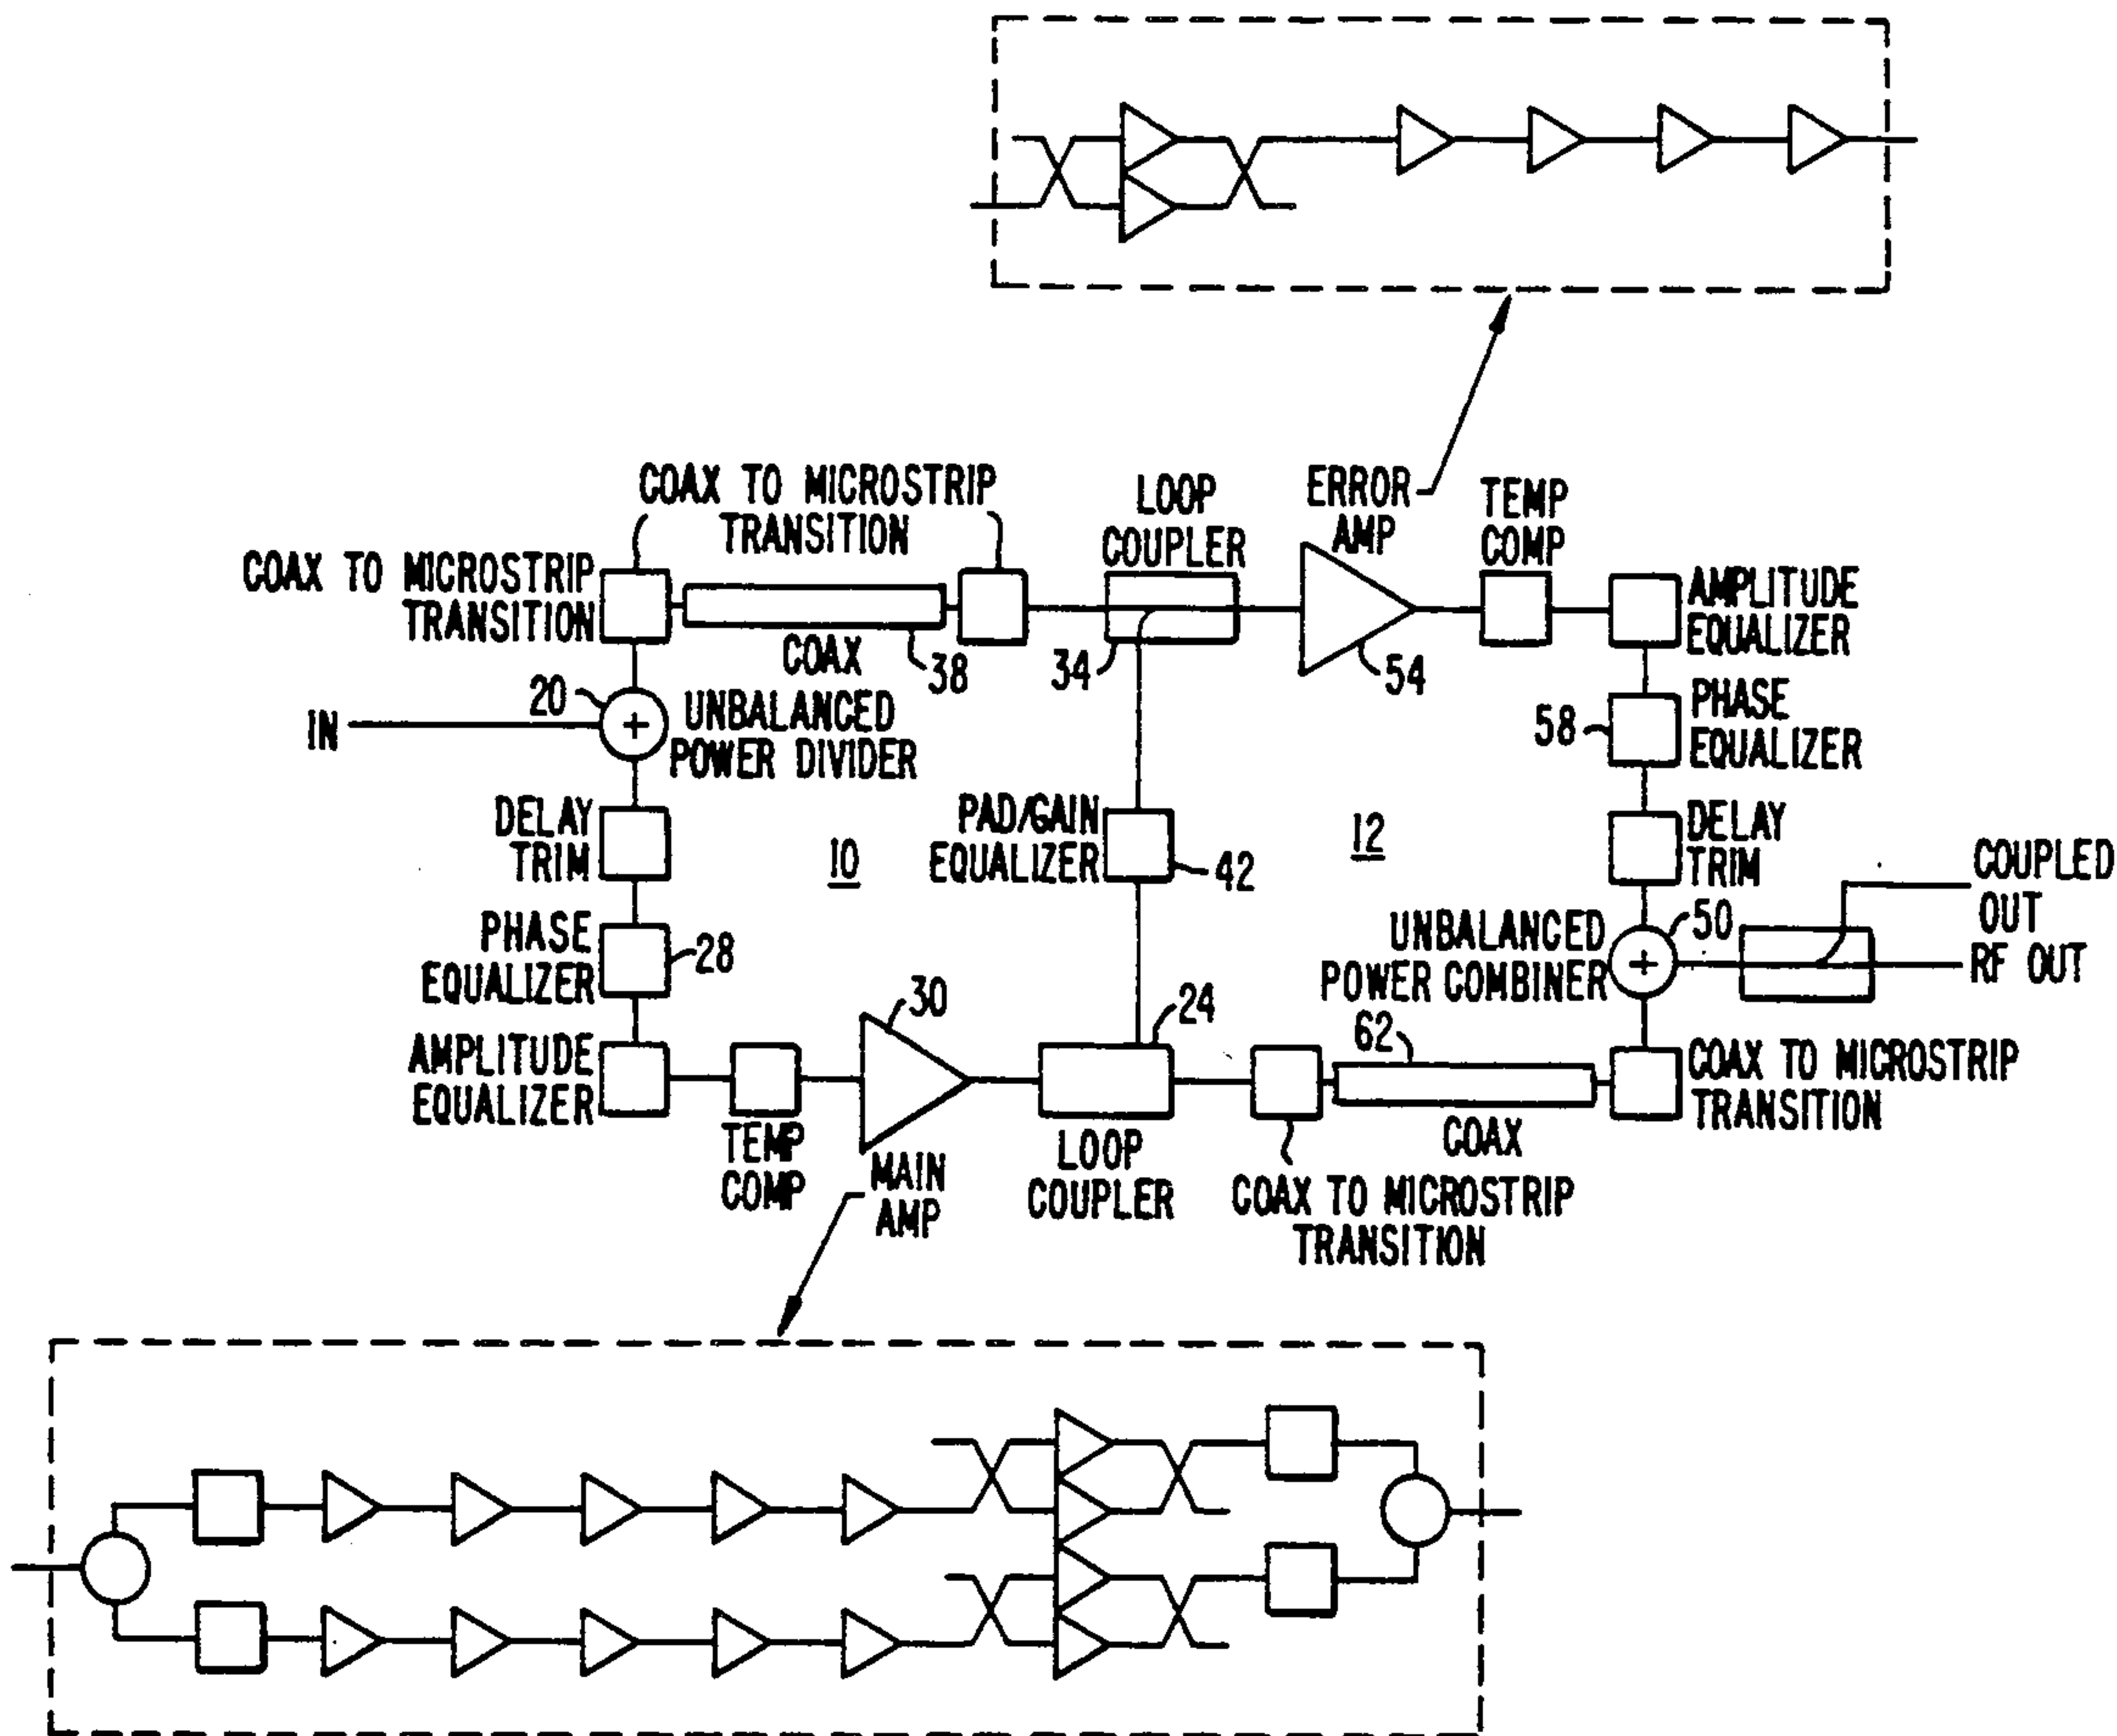 COAX TO MICROSTRIP
TRANSITION
LOOP
COUPLER
ERROR
AMP
TEMP
COMP
COAX TO MICROSTRIP
TRANSITION
AMPLITUDE
EQUALIZER
COAX
38
34
54
20
UNBALANCED
POWER DIVIDER
IN
58
PHASE
EQUALIZER
DELAY
TRIM
10
PAD/GAIN
EQUALIZER
42
12
DELAY
TRIM
COUPLED
OUT
RF OUT
PHASE
EQUALIZER
28
UNBALANCED
POWER COMBINER
50
30
24
62
AMPLITUDE
EQUALIZER
TEMP
COMP
MAIN
AMP
LOOP
COUPLER
COAX
COAX TO MICROSTRIP
TRANSITION
COAX TO MICROSTRIP
TRANSITION